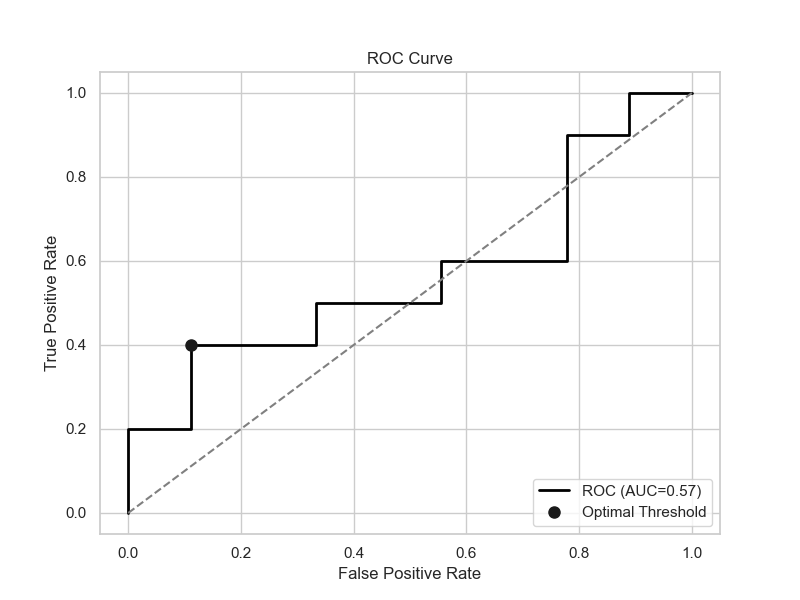 ROC Curve
1.0
0.8
0.6
0.4
0.2
0.0
True Positive Rate
ROC (AUC=0.57)
Optimal Threshold
0.0 0.2 0.4 0.6 0.8 1.0
False Positive Rate